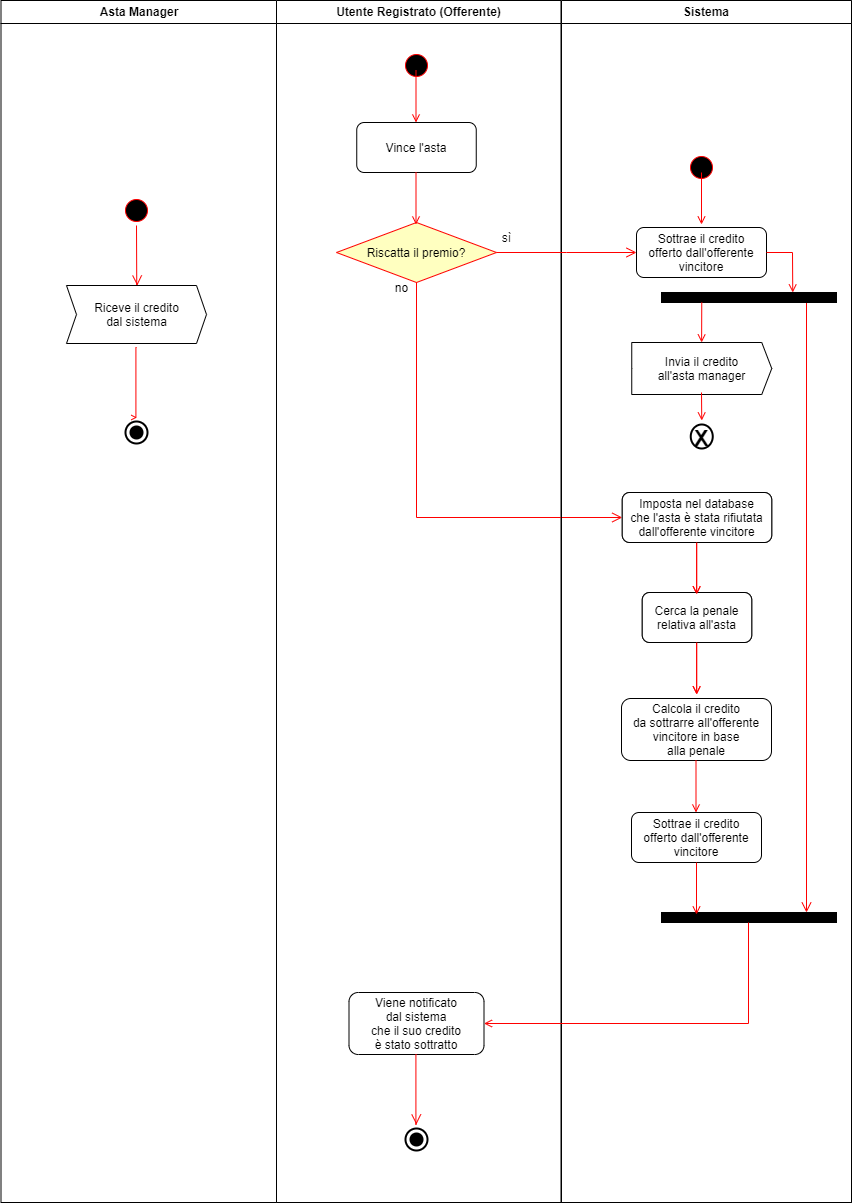 Asta Manager
Utente Registrato (Offerente)
Sistema
Vince l'asta
Riscatta il premio?
sì
no
Sottrae il credito
offerto dall'offerente
vincitore
Riceve il credito
dal sistema
Invia il credito
all'asta manager
X
Imposta nel database
che l'asta è stata rifiutata
dall'offerente vincitore
Cerca la penale
relativa all'asta
Calcola il credito
da sottrarre all'offerente
vincitore in base
alla penale
Sottrae il credito
offerto dall'offerente
vincitore
Viene notificato
dal sistema
che il suo credito
è stato sottratto